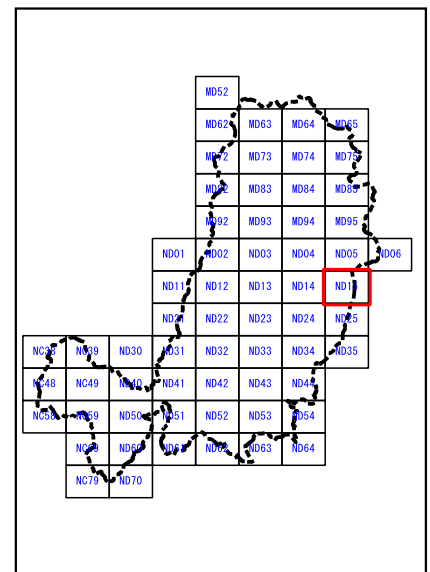 MD52
MD62 MD63 MD64 MD65
MD72 MD73 MD74 MD75
MD82 MD83 MD84 MD85
MD92 MD93 MD94 MD95
ND01 ND02 ND03 ND04 ND05 ND06
ND11 ND12 ND13 ND14 ND15
ND21 ND22 ND23 ND24 ND25
NC38 NC39 ND30 ND31 ND32 ND33 ND34 ND35
NC48 NC49 ND40 ND41 ND42 ND43 ND44
NC58 NC59 ND50 ND51 ND52 ND53 ND54
NC69 ND60 ND61 ND62 ND63 ND64
NC79 ND70